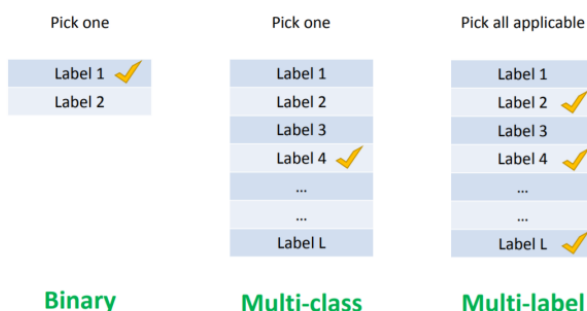 Pick one
Label 1
Label 2
Binary
Pick one
Label 1
Label 2
Label 3
Label 4
...
...
Label L
Multi-class
Pick all applicable
Label 1
Label 2
Label 3
Label 4
...
...
Label L
Multi-label